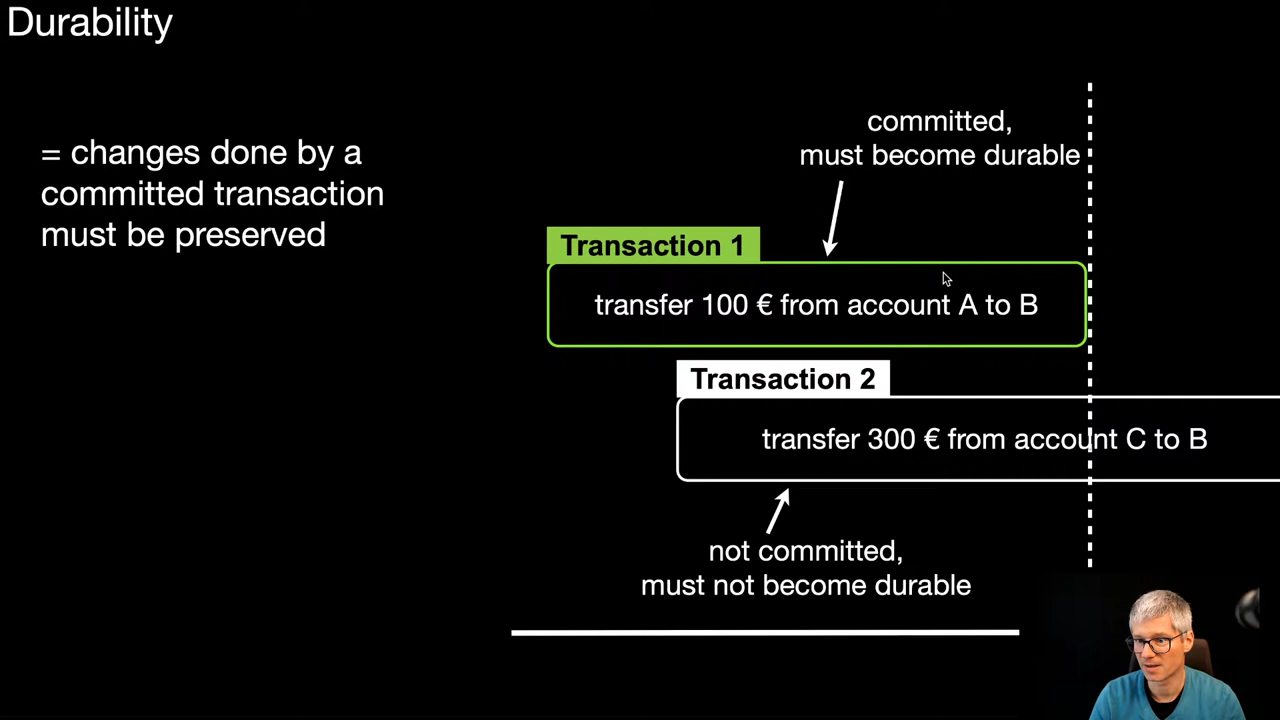 Durability
= changes done by a
committed transaction
must be preserved
committed,
must become durable
Transaction 1
transfer 100 € from account A to B
Transaction 2
transfer 300 € from account C to B
not committed,
must not become durable